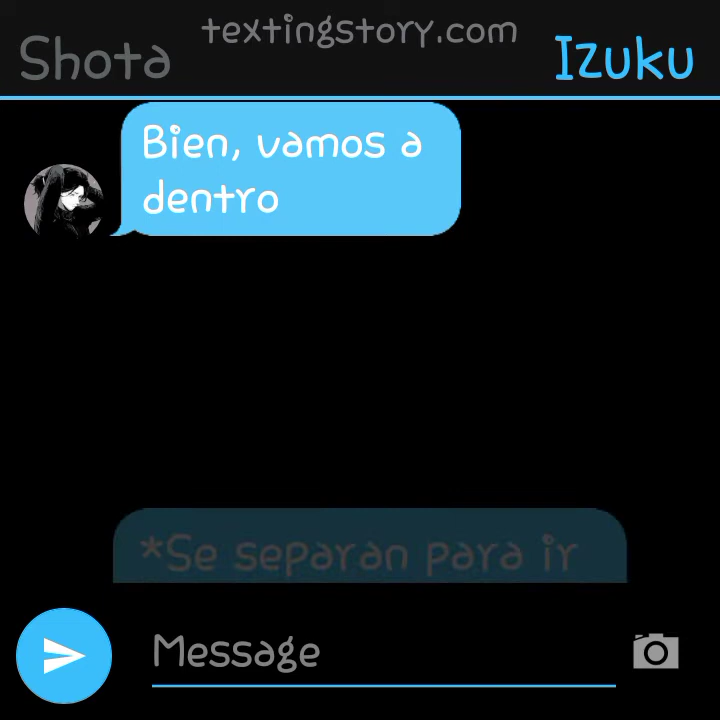 textingstory.com
Shota
Izuku
Bien, vamos a
dentro
*Se separan para ir
Message